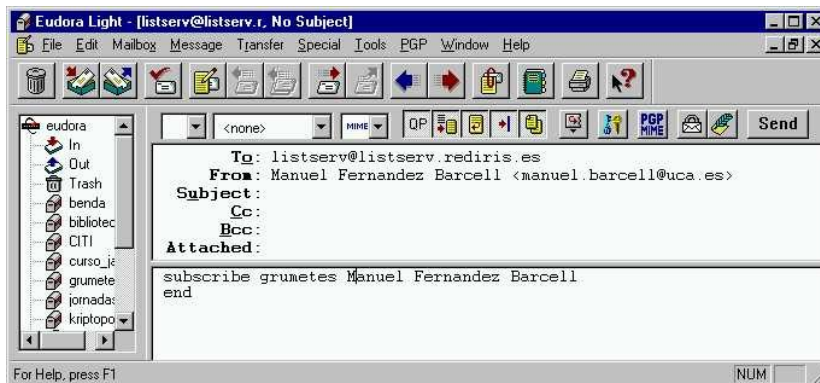 Eudora Light - [listserv@listserv.r, No Subject]
File Edit Mailbox Message Transfer Special Tools PGP Window Help
<none> MIME QP PGP MIME Send
eudora
In
Out
Trash
benda
bibliotec
CITI
curso_ja
grumete
jornada:
kriptopo
To: listserv@listserv.rediris.es
From: Manuel Fernandez Barcell <manuel.barcell@uca.es>
Subject:
Cc:
Bcc:
Attached:
subscribe grumetes Manuel Fernandez Barcell
end
For Help, press F1
NUM